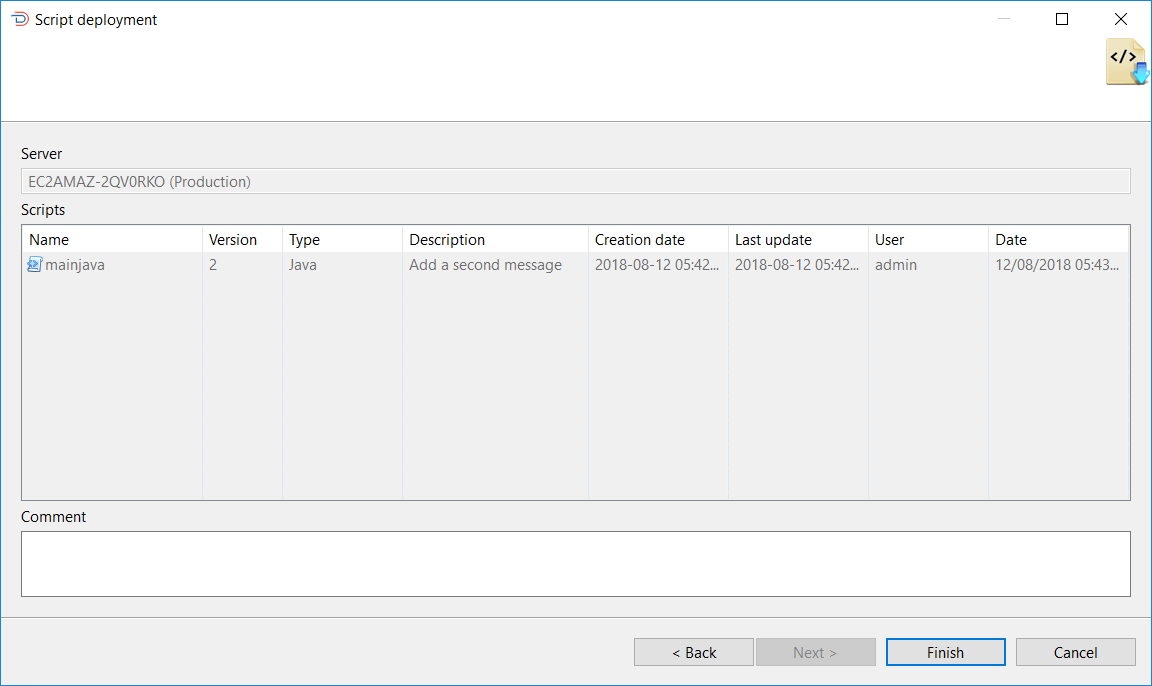 Script deployment
</>
Server
EC2AMAZ-2QV0RKO (Production)
Scripts
Name Version Type Description Creation date Last update User Date
mainjava 2 Java Add a second message 2018-08-12 05:42... 2018-08-12 05:42... admin 12/08/2018 05:43...
Comment
< Back Next > Finish Cancel